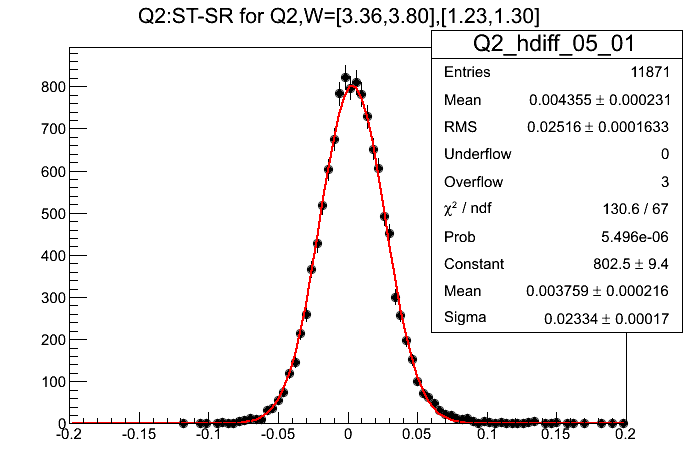 Q2:ST-SR for Q2,W=[3.36,3.80],[1.23,1.30]
Q2_hdiff_05_01
Entries 11871
Mean 0.004355 ± 0.000231
RMS 0.02516 ± 0.0001633
Underflow 0
Overflow 3
χ² / ndf 130.6 / 67
Prob 5.496e-06
Constant 802.5 ± 9.4
Mean 0.003759 ± 0.000216
Sigma 0.02334 ± 0.00017
800
700
600
500
400
300
200
100
0
-0.2 -0.15 -0.1 -0.05 0 0.05 0.1 0.15 0.2